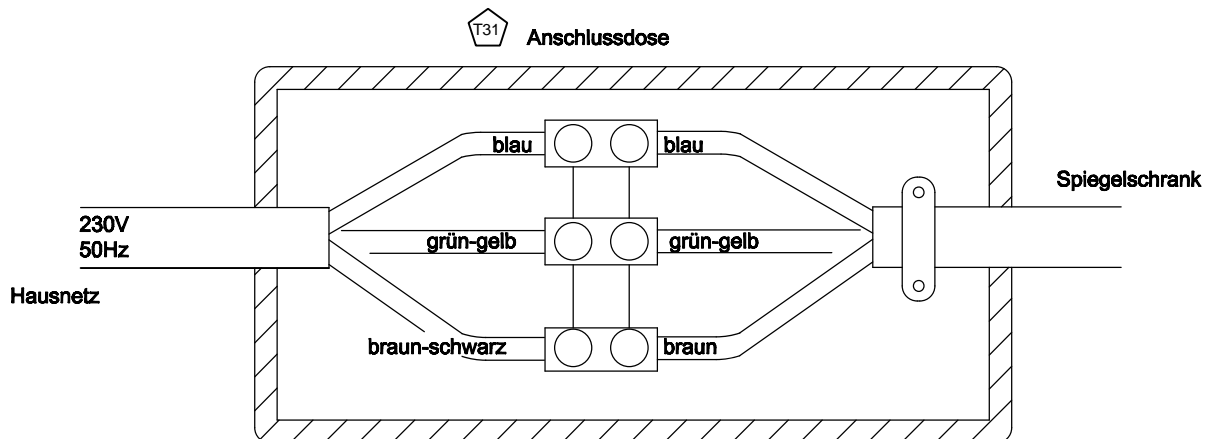 T31
Anschlussdose
blau
blau
Spiegelschrank
230V
50Hz
grün-gelb
grün-gelb
Hausnetz
braun-schwarz
braun